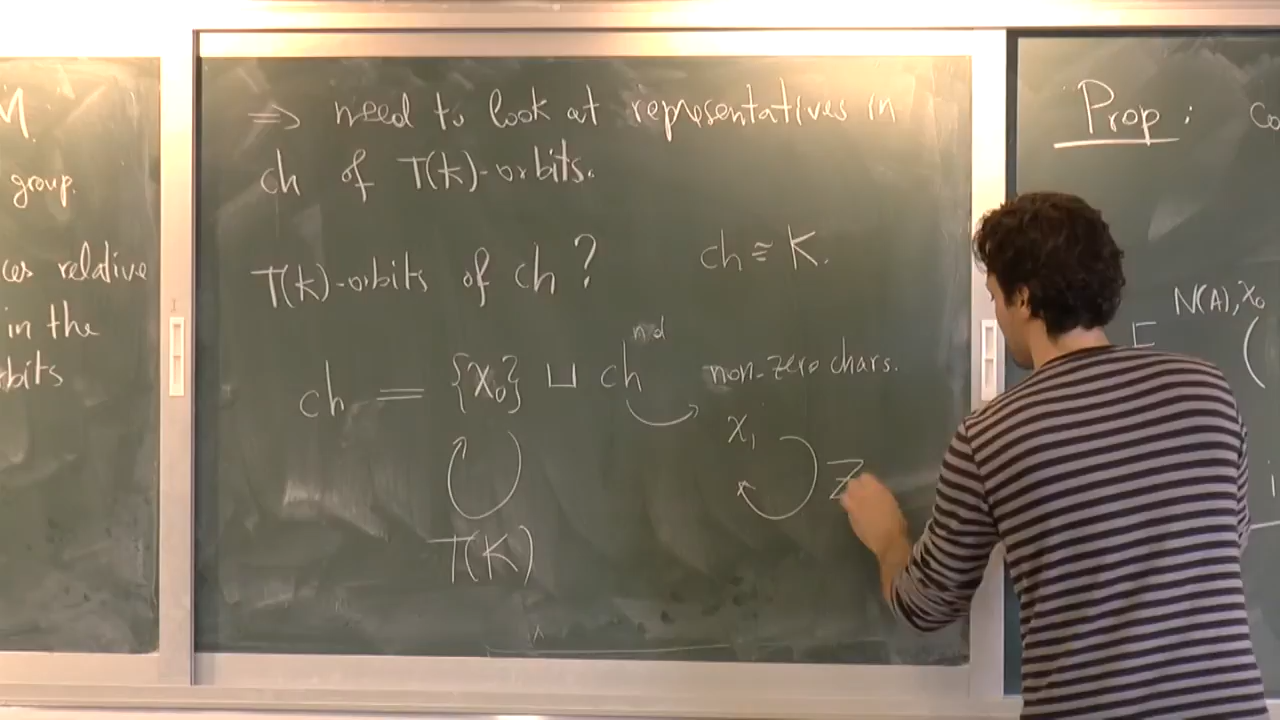 M.
group.
ces relative
in the
bits
⇒ need to look at representatives in
ch of T(k)-orbits.
T(k)-orbits of ch ?
ch ≅ K.
ch = {χ₀} ⊔ ch^{nd}
non-zero chars.
χ₁
Z
T(K)
Prop :
N(A), χ₀
E
(